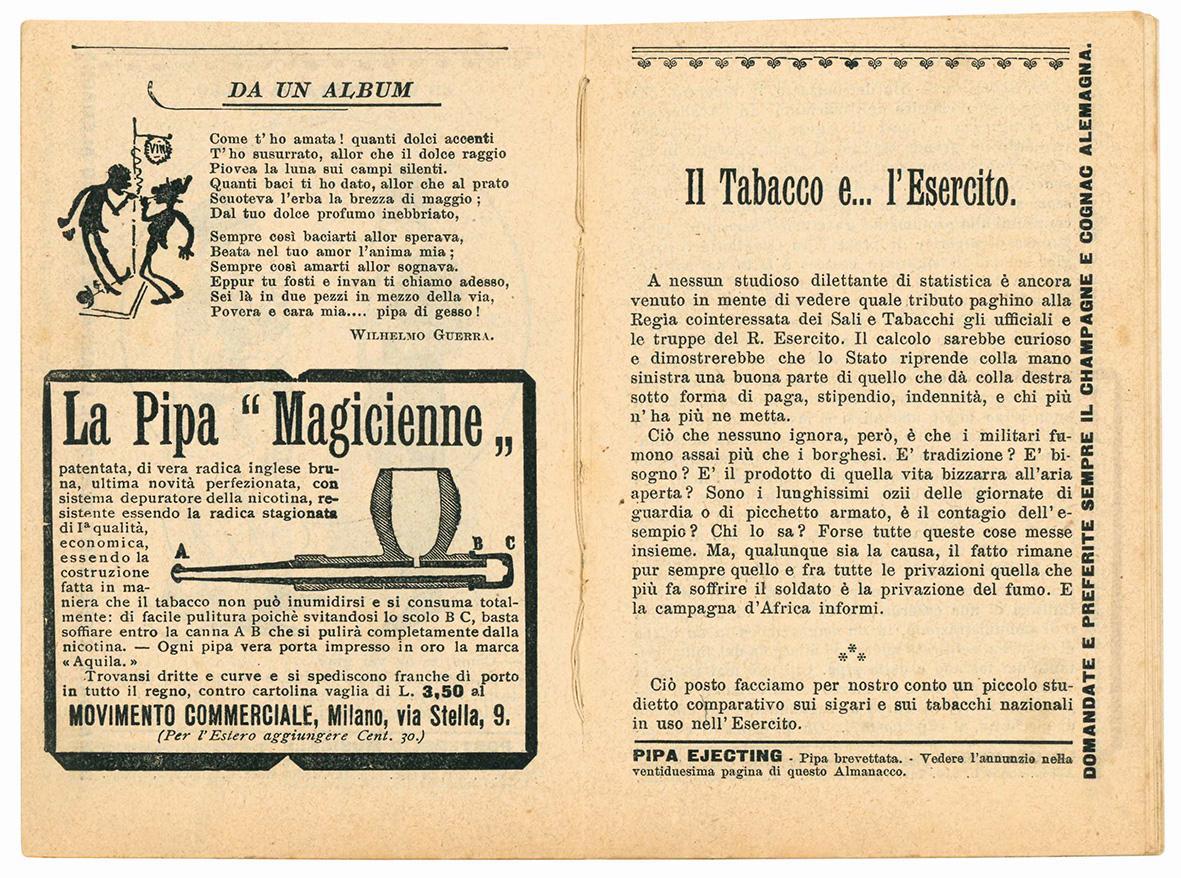 DA UN ALBUM
VINI
Come t' ho amata ! quanti dolci accenti
T' ho susurrato, allor che il dolce raggio
Piovea la luna sui campi silenti.
Quanti baci ti ho dato, allor che al prato
Scuoteva l'erba la brezza di maggio ;
Dal tuo dolce profumo inebbriato,
Sempre così baciarti allor sperava,
Beata nel tuo amor l'anima mia ;
Sempre così amarti allor sognava.
Eppur tu fosti e invan ti chiamo adesso,
Sei là in due pezzi in mezzo della via,
Povera e cara mia.... pipa di gesso !
WILHELMO GUERRA.
La Pipa “ Magicienne „
patentata, di vera radica inglese bru-
na, ultima novità perfezionata, con
sistema depuratore della nicotina, re-
sistente essendo la radica stagionata
di Iª qualità,
economica,
essendo la
costruzione
fatta in ma-
A
B
C
niera che il tabacco non può inumidirsi e si consuma total-
mente: di facile pulitura poichè svitandosi lo scolo B C, basta
soffiare entro la canna A B che si pulirà completamente dalla
nicotina. — Ogni pipa vera porta impresso in oro la marca
« Aquila. »
Trovansi dritte e curve e si spediscono franche di porto
in tutto il regno, contro cartolina vaglia di L. 3,50 al
MOVIMENTO COMMERCIALE, Milano, via Stella, 9.
(Per l'Estero aggiungere Cent. 30.)
Il Tabacco e... l'Esercito.
A nessun studioso dilettante di statistica è ancora
venuto in mente di vedere quale tributo paghino alla
Regìa cointeressata dei Sali e Tabacchi gli ufficiali e
le truppe del R. Esercito. Il calcolo sarebbe curioso
e dimostrerebbe che lo Stato riprende colla mano
sinistra una buona parte di quello che dà colla destra
sotto forma di paga, stipendio, indennità, e chi più
n' ha più ne metta.
Ciò che nessuno ignora, però, è che i militari fu-
mono assai più che i borghesi. E' tradizione ? E' bi-
sogno ? E' il prodotto di quella vita bizzarra all'aria
aperta ? Sono i lunghissimi ozii delle giornate di
guardia o di picchetto armato, é il contagio dell' e-
sempio ? Chi lo sa ? Forse tutte queste cose messe
insieme. Ma, qualunque sia la causa, il fatto rimane
pur sempre quello e fra tutte le privazioni quella che
più fa soffrire il soldato è la privazione del fumo. E
la campagna d'Africa informi.
***
Ciò posto facciamo per nostro conto un piccolo stu-
dietto comparativo sui sigari e sui tabacchi nazionali
in uso nell' Esercito.
PIPA EJECTING - Pipa brevettata. - Vedere l'annunzio nella
ventiduesima pagina di questo Almanacco.
DOMANDATE E PREFERITE SEMPRE IL CHAMPAGNE E COGNAC ALEMAGNA.